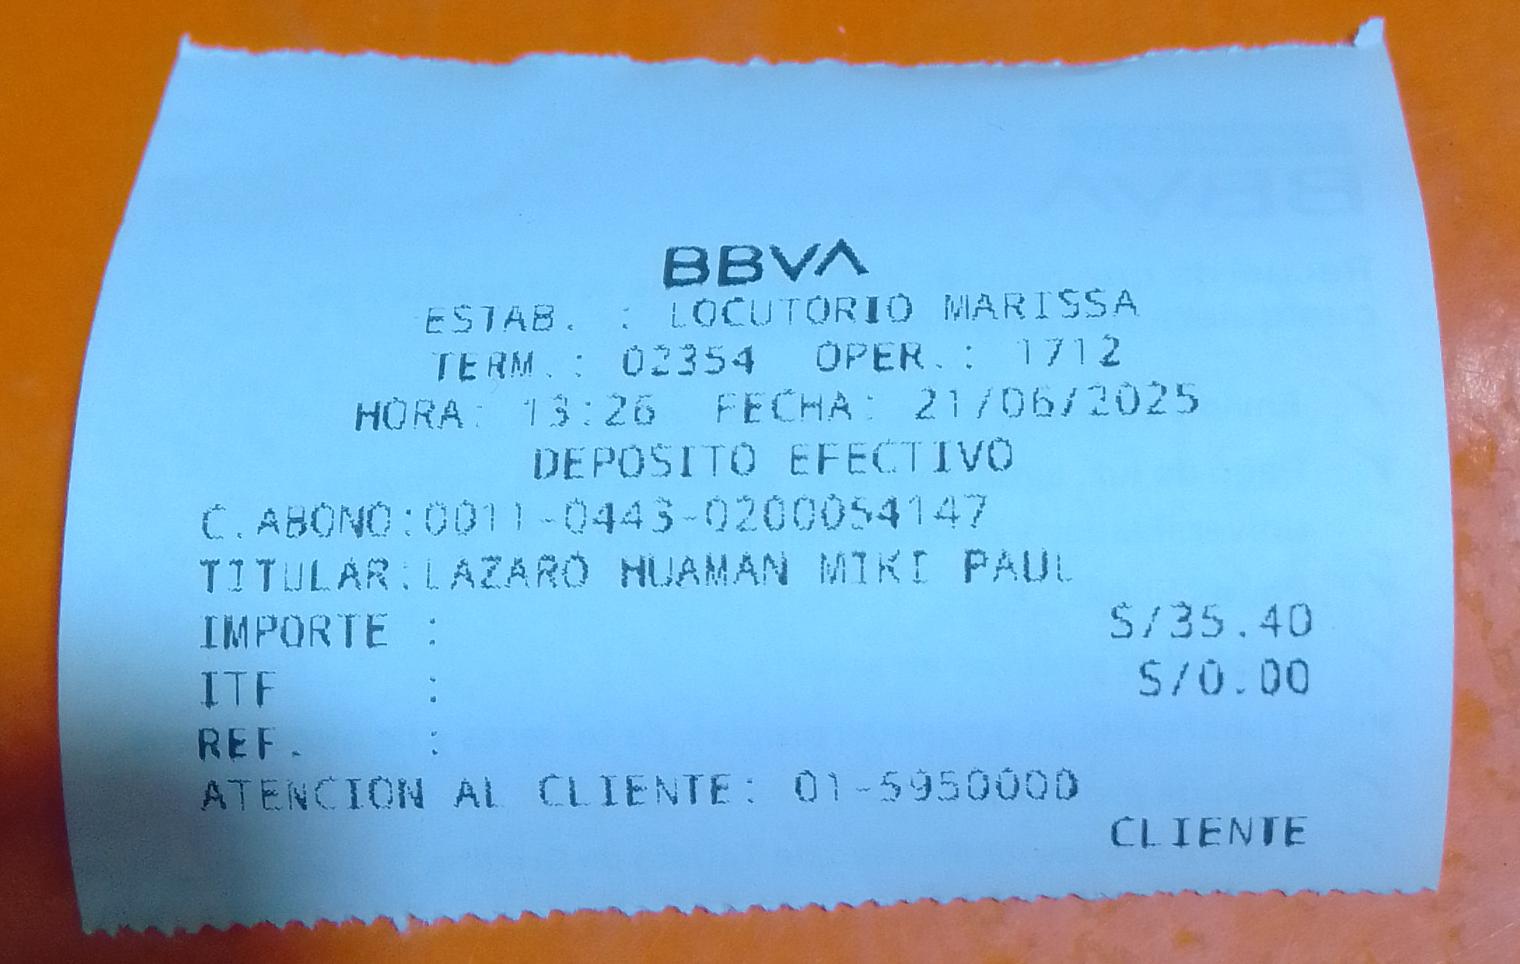 BBVA
ESTAB. : LOCUTORIO MARISSA
TERM.: 02354 OPER.: 1712
HORA: 13:26 FECHA: 21/06/2025
DEPOSITO EFECTIVO
C.ABONO:0011-0443-0200054147
TITULAR:LAZARO HUAMAN MIKI PAUL
IMPORTE : S/35.40
ITF : S/0.00
REF. :
ATENCION AL CLIENTE: 01-5950000
CLIENTE